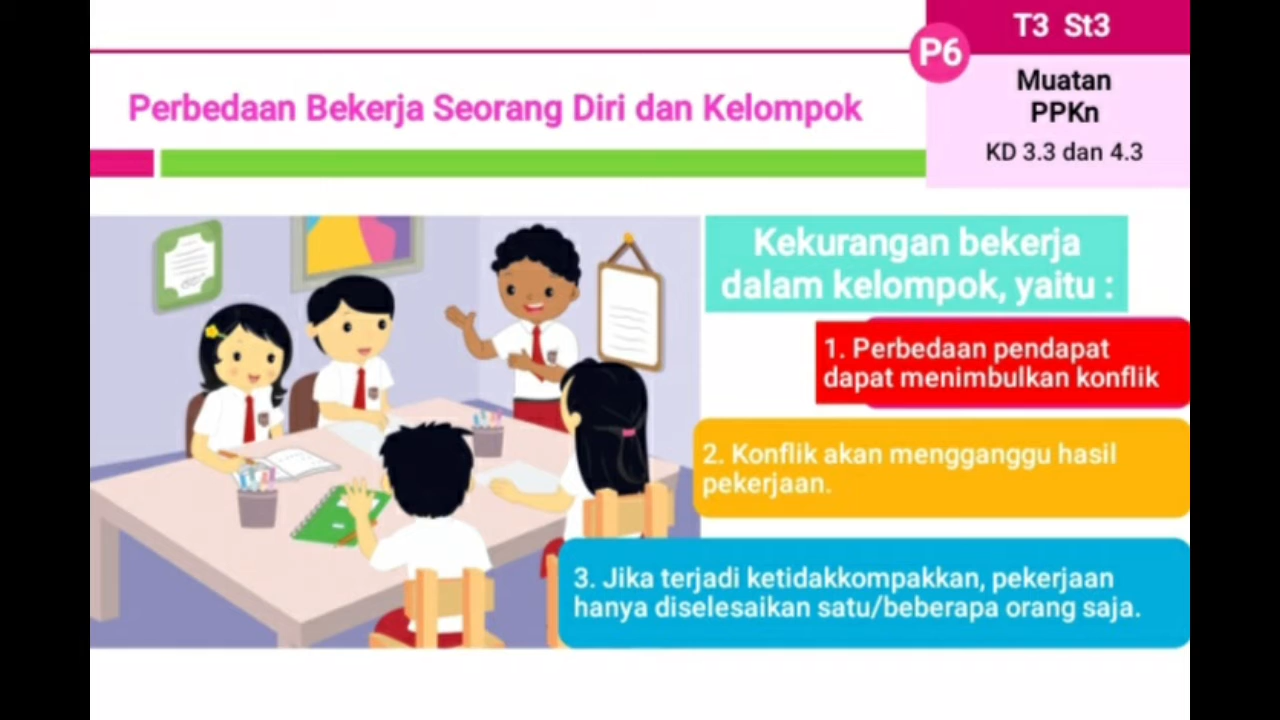 T3 St3
P6
Muatan
PPKn
KD 3.3 dan 4.3
Perbedaan Bekerja Seorang Diri dan Kelompok
Kekurangan bekerja
dalam kelompok, yaitu :
1. Perbedaan pendapat
dapat menimbulkan konflik
2. Konflik akan mengganggu hasil
pekerjaan.
3. Jika terjadi ketidakkompakkan, pekerjaan
hanya diselesaikan satu/beberapa orang saja.